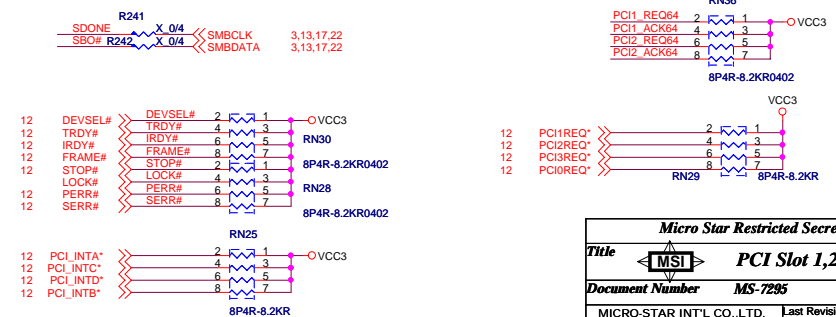 R241
SDONE X_0/4 SMBCLK 3,13,17,22
SBO# R242 X_0/4 SMBDATA 3,13,17,22
PCI1_REQ64 2 1 VCC3
PCI1_ACK64 4 3
PCI2_REQ64 6 5
PCI2_ACK64 8 7
8P4R-8.2KR0402
12 DEVSEL# DEVSEL# 2 1 VCC3
12 TRDY# TRDY# 4 3
12 IRDY# IRDY# 6 5 RN30
12 FRAME# FRAME# 8 7
12 STOP# STOP# 2 1 8P4R-8.2KR0402
LOCK# LOCK# 4 3
12 PERR# PERR# 6 5 RN28
12 SERR# SERR# 8 7
8P4R-8.2KR0402
VCC3
12 PCI1REQ* 2 1
12 PCI2REQ* 4 3
12 PCI3REQ* 6 5
12 PCI0REQ* 8 7
RN29 8P4R-8.2KR
RN25
12 PCI_INTA* 2 1 VCC3
12 PCI_INTC* 4 3
12 PCI_INTD* 6 5
12 PCI_INTB* 8 7
8P4R-8.2KR
Micro Star Restricted Secre
Title MSI PCI Slot 1,2
Document Number MS-7295
MICRO-STAR INT'L CO.,LTD. Last Revisi